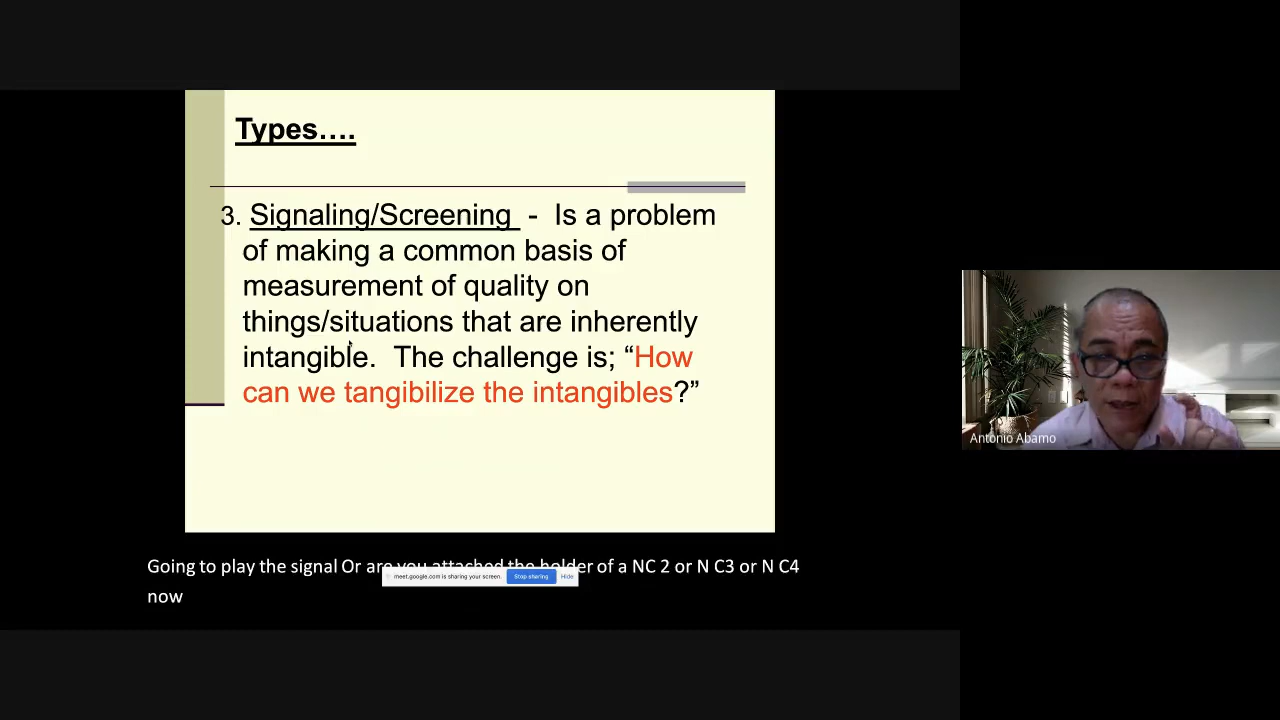 Types....
3. Signaling/Screening - Is a problem
of making a common basis of
measurement of quality on
things/situations that are inherently
intangible. The challenge is; “How
can we tangibilize the intangibles?”
Antonio Abamo
Going to play the signal Or are you attached the holder of a NC 2 or N C3 or N C4
now
meet.google.com is sharing your screen. Stop sharing Hide